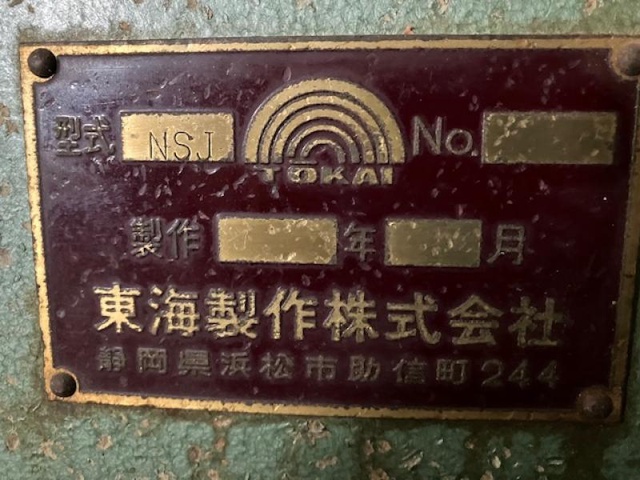 型式 NSJ TOKAI No.
製作 年 月
東海製作株式会社
静岡県浜松市助信町244